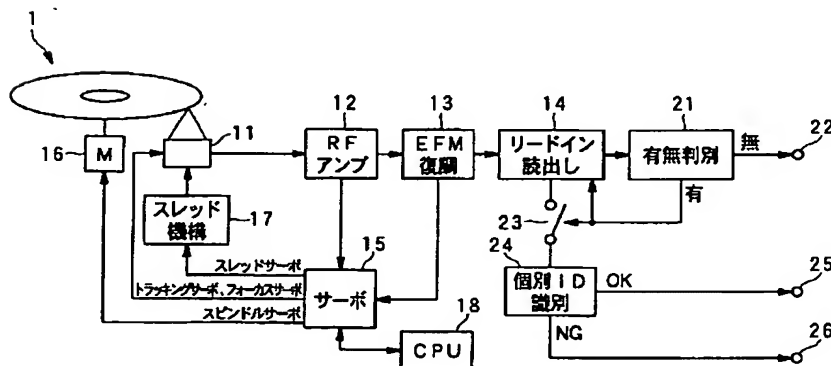 1
12
13
14
21
22
16
M
11
RF
アンプ
EFM
復調
リードイン
読出し
有無判別
無
有
スレッド
機構
17
23
24
15
スレッドサーボ
トラッキングサーボ、フォーカスサーボ
スピンドルサーボ
サーボ
個別ID
識別
OK
25
18
CPU
NG
26